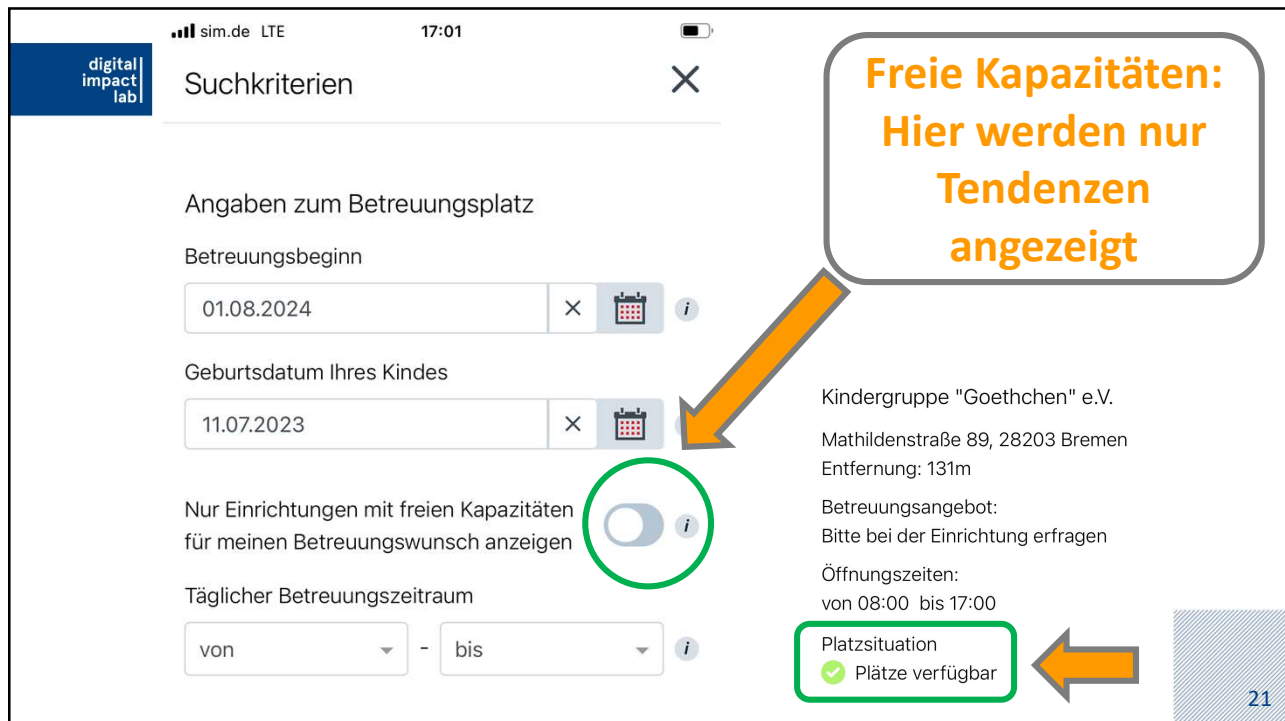 sim.de LTE 17:01
digital
impact
lab
Suchkriterien
Freie Kapazitäten:
Hier werden nur
Tendenzen
angezeigt
Angaben zum Betreuungsplatz
Betreuungsbeginn
01.08.2024
Geburtsdatum Ihres Kindes
11.07.2023
Nur Einrichtungen mit freien Kapazitäten
für meinen Betreuungswunsch anzeigen
Täglicher Betreuungszeitraum
von - bis
Kindergruppe "Goethchen" e.V.
Mathildenstraße 89, 28203 Bremen
Entfernung: 131m
Betreuungsangebot:
Bitte bei der Einrichtung erfragen
Öffnungszeiten:
von 08:00 bis 17:00
Platzsituation
Plätze verfügbar
21